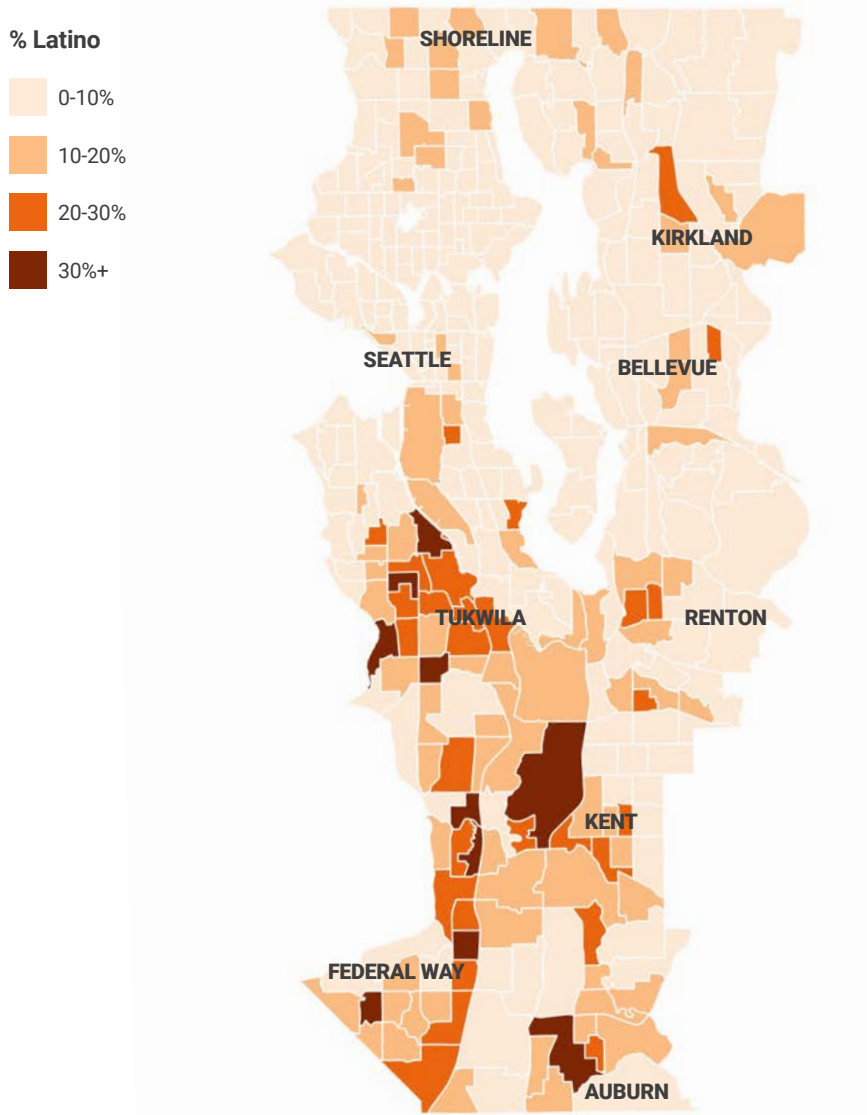 % Latino
0-10%
10-20%
20-30%
30%+
SHORELINE
KIRKLAND
SEATTLE
BELLEVUE
TUKWILA
RENTON
KENT
FEDERAL WAY
AUBURN